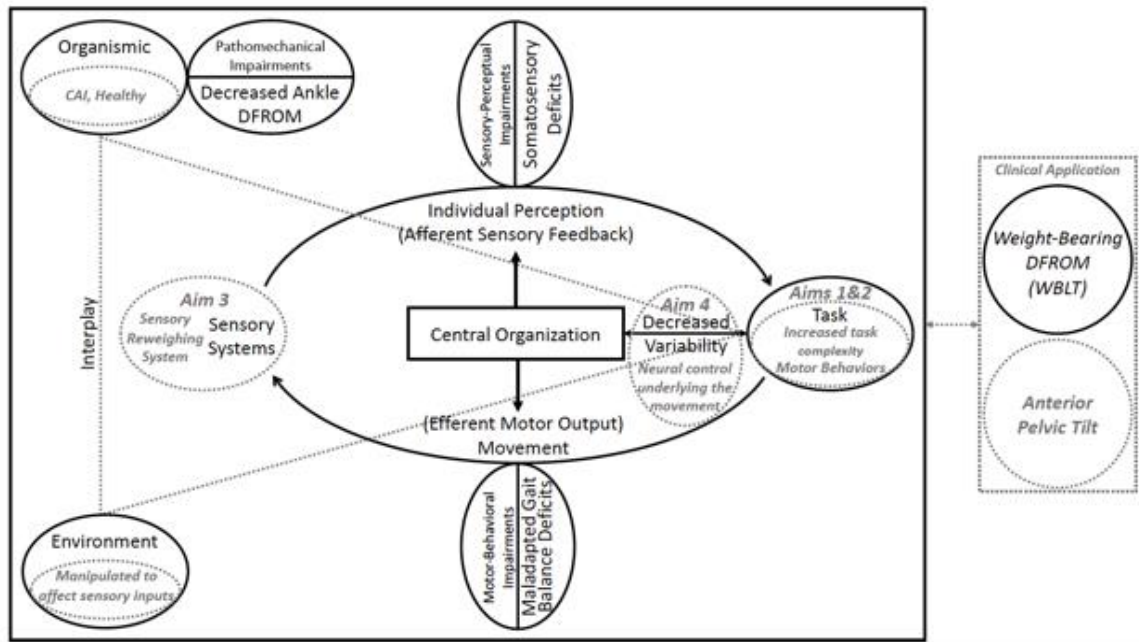 Organismic
CAI, Healthy
Pathomechanical
Impairments
Decreased Ankle
DFROM
Sensory-Perceptual
Impairments
Somatosensory
Deficits
Clinical Application
Weight-Bearing
DFROM
(WBLT)
Anterior
Pelvic Tilt
Individual Perception
(Afferent Sensory Feedback)
Interplay
Aim 3
Sensory
Reweighing
System
Sensory
Systems
Central Organization
Aim 4
Decreased
Variability
Neural control
underlying the
movement
Aims 1&2
Task
Increased task
complexity
Motor Behaviors
(Efferent Motor Output)
Movement
Motor-Behavioral
Impairments
Maladapted Gait
Balance Deficits
Environment
Manipulated to
affect sensory inputs